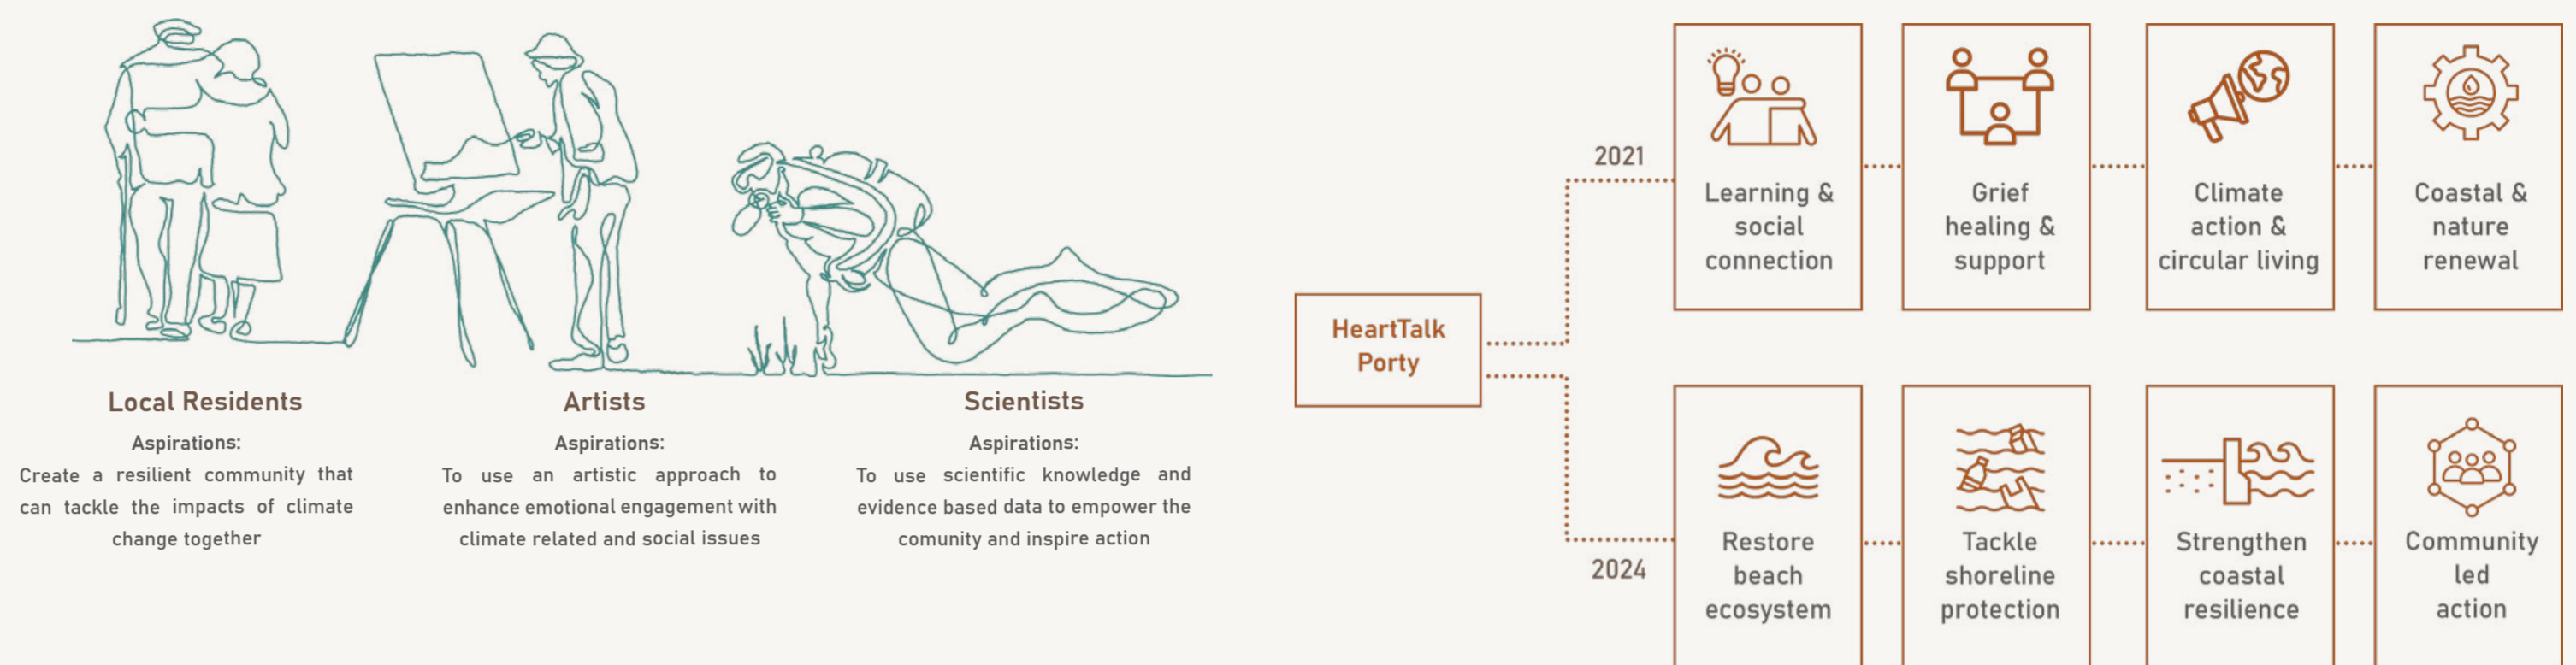 Local Residents
Aspirations:
Create a resilient community that
can tackle the impacts of climate
change together
Artists
Aspirations:
To use an artistic approach to
enhance emotional engagement with
climate related and social issues
Scientists
Aspirations:
To use scientific knowledge and
evidence based data to empower the
comunity and inspire action
HeartTalk
Porty
2021
Learning &
social
connection
Grief
healing &
support
Climate
action &
circular living
Coastal &
nature
renewal
2024
Restore
beach
ecosystem
Tackle
shoreline
protection
Strengthen
coastal
resilience
Community
led
action